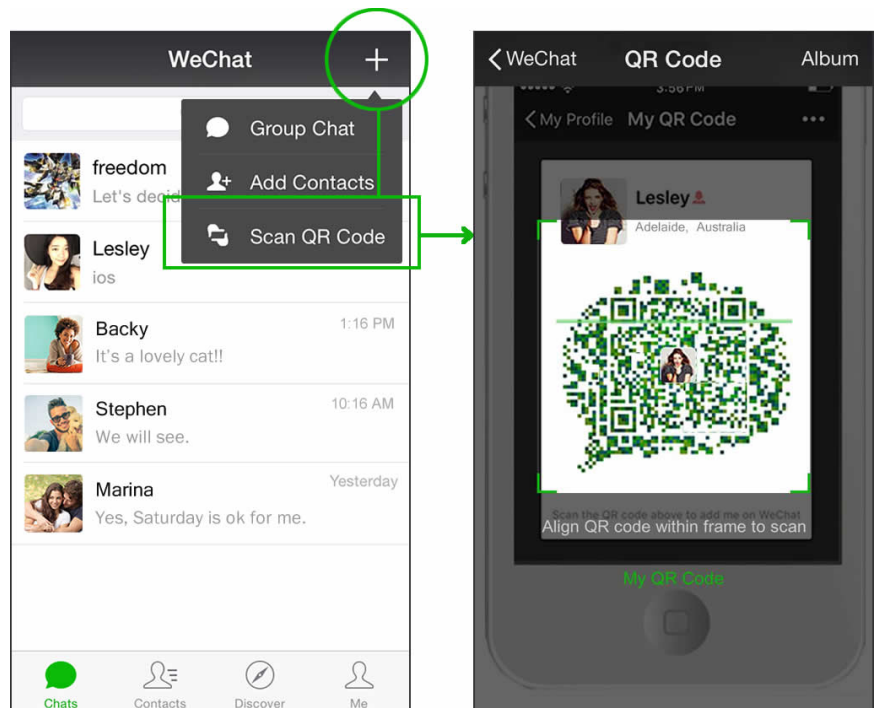 WeChat
Group Chat
Add Contacts
Scan QR Code
freedom
Let's decid
Lesley
ios
Backy
1:16 PM
It's a lovely cat!!
Stephen
10:16 AM
We will see.
Marina
Yesterday
Yes, Saturday is ok for me.
Chats
Contacts
Discover
Me
WeChat
QR Code
Album
3:56 PM
My Profile
My QR Code
Lesley
Adelaide, Australia
Scan the QR code above to add me on WeChat
Align QR code within frame to scan
My QR Code